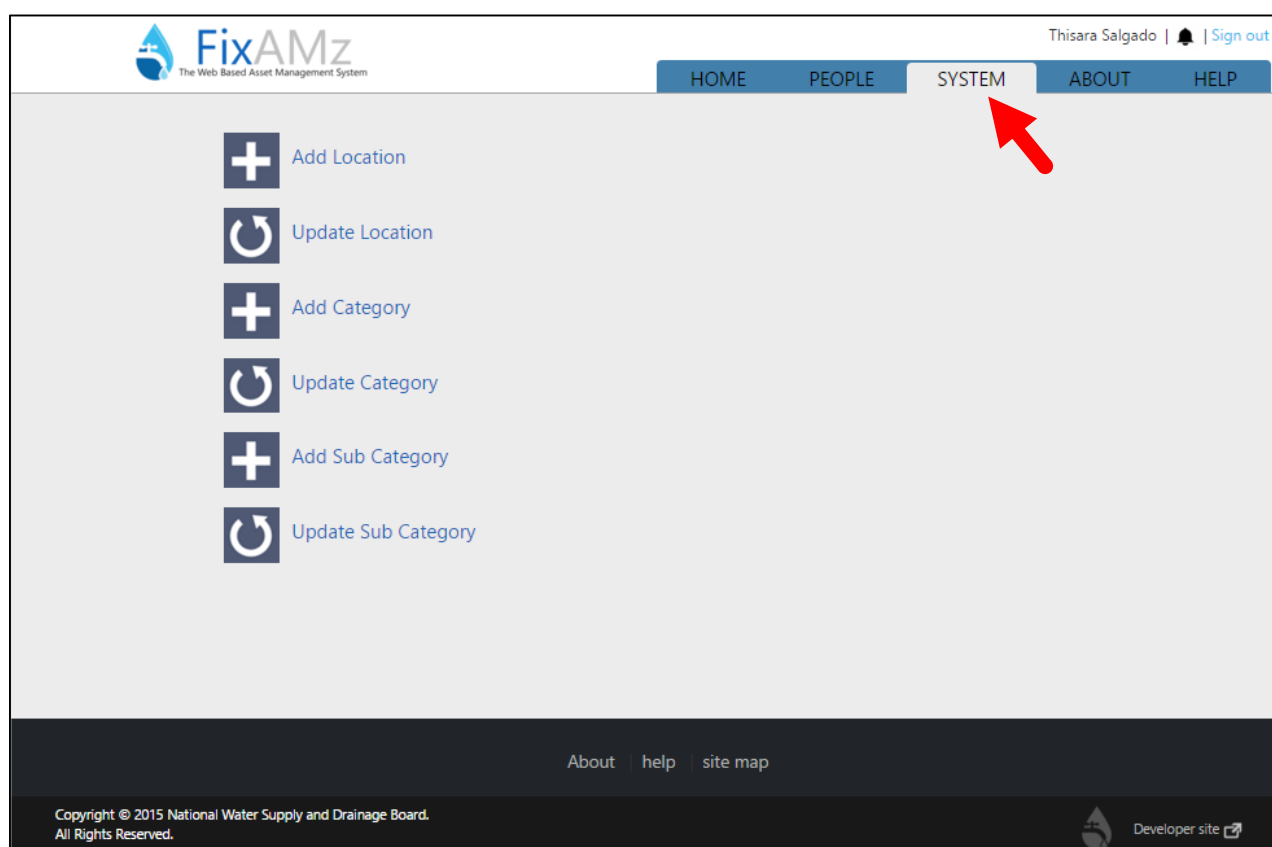 FixAMz
The Web Based Asset Management System
Thisara Salgado | | Sign out
HOME PEOPLE SYSTEM ABOUT HELP
Add Location
Update Location
Add Category
Update Category
Add Sub Category
Update Sub Category
About help site map
Copyright © 2015 National Water Supply and Drainage Board.
All Rights Reserved.
Developer site